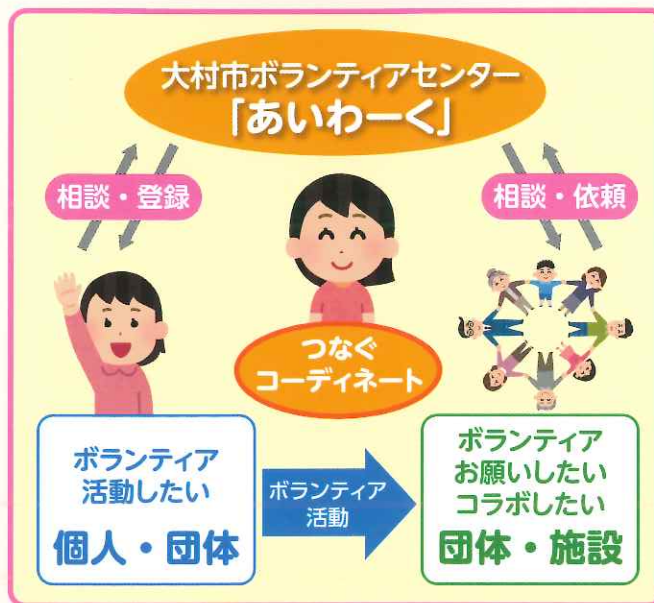 大村市ボランティアセンター
「あいわーく」
相談・登録
相談・依頼
つなぐ
コーディネート
ボランティア
活動したい
個人・団体
ボランティア
活動
ボランティア
お願いしたい
コラボしたい
団体・施設